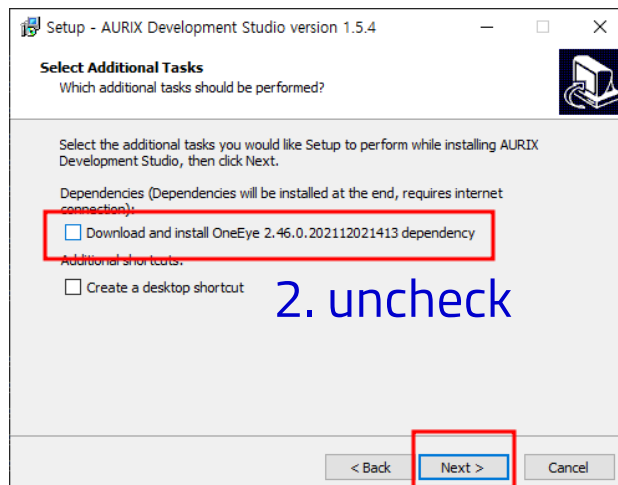 Setup - AURIX Development Studio version 1.5.4
Select Additional Tasks
Which additional tasks should be performed?
Select the additional tasks you would like Setup to perform while installing AURIX
Development Studio, then click Next.
Dependencies (Dependencies will be installed at the end, requires internet
connection):
Download and install OneEye 2.46.0.202112021413 dependency
Additional shortcuts:
Create a desktop shortcut
2. uncheck
< Back
Next >
Cancel